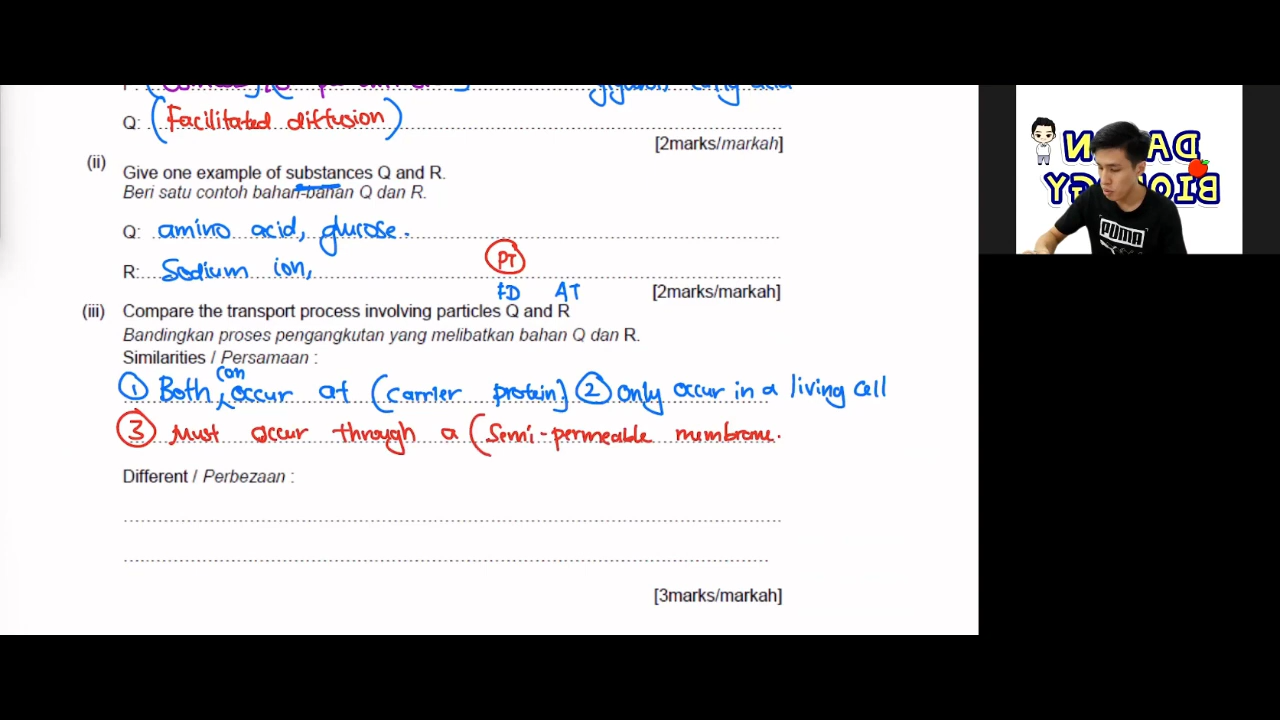 Q: (Facilitated diffusion)
[2marks/markah]
(ii) Give one example of substances Q and R.
Beri satu contoh bahan-bahan Q dan R.
Q: amino acid, glucose.
R: Sodium ion,
PT
FD AT
[2marks/markah]
(iii) Compare the transport process involving particles Q and R
Bandingkan proses pengangkutan yang melibatkan bahan Q dan R.
Similarities / Persamaan :
① Both can occur at (carrier protein) ② only occur in a living cell
③ Must occur through a (Semi-permeable membrane.
Different / Perbezaan :
[3marks/markah]
BIOLOGY
PUMA